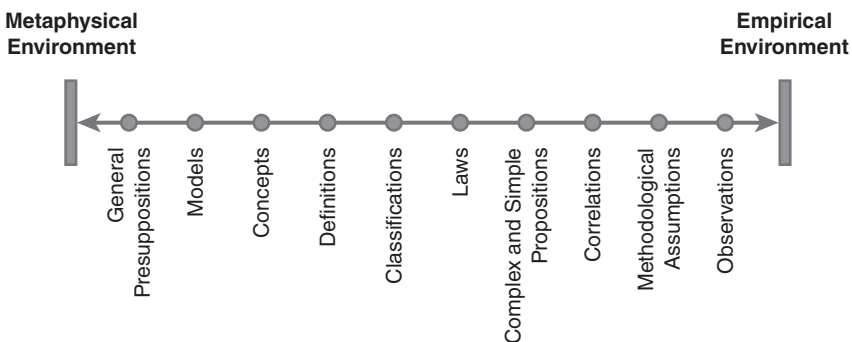 Metaphysical
Environment
Empirical
Environment
General
Presuppositions
Models
Concepts
Definitions
Classifications
Laws
Complex and Simple
Propositions
Correlations
Methodological
Assumptions
Observations